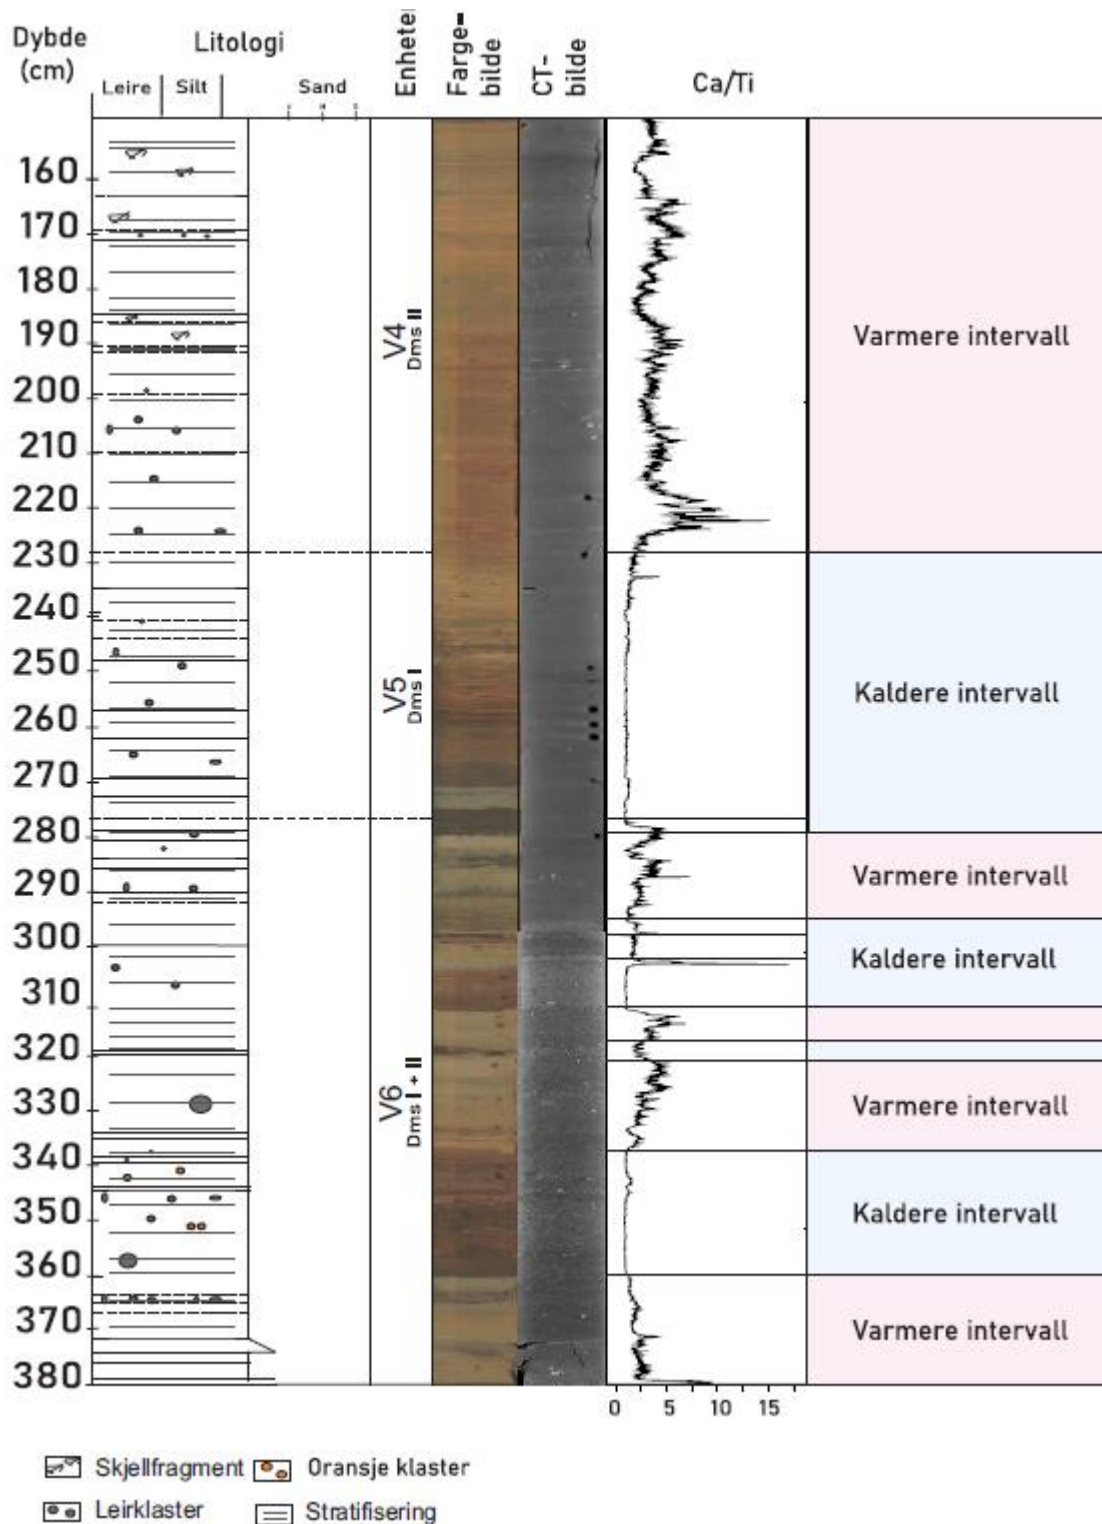 Dybde
(cm)
Litologi
Leire
Silt
Sand
Enhete
Farge-
bilde
CT-
bilde
Ca/Ti
160
170
180
190
200
210
220
230
240
250
260
270
280
290
300
310
320
330
340
350
360
370
380
V4
Dms II
V5
Dms I
V6
Dms I + II
Varmere intervall
Kaldere intervall
Varmere intervall
Kaldere intervall
Varmere intervall
Kaldere intervall
Varmere intervall
0 5 10 15
Skjellfragment
Oransje klaster
Leirklaster
Stratifisering